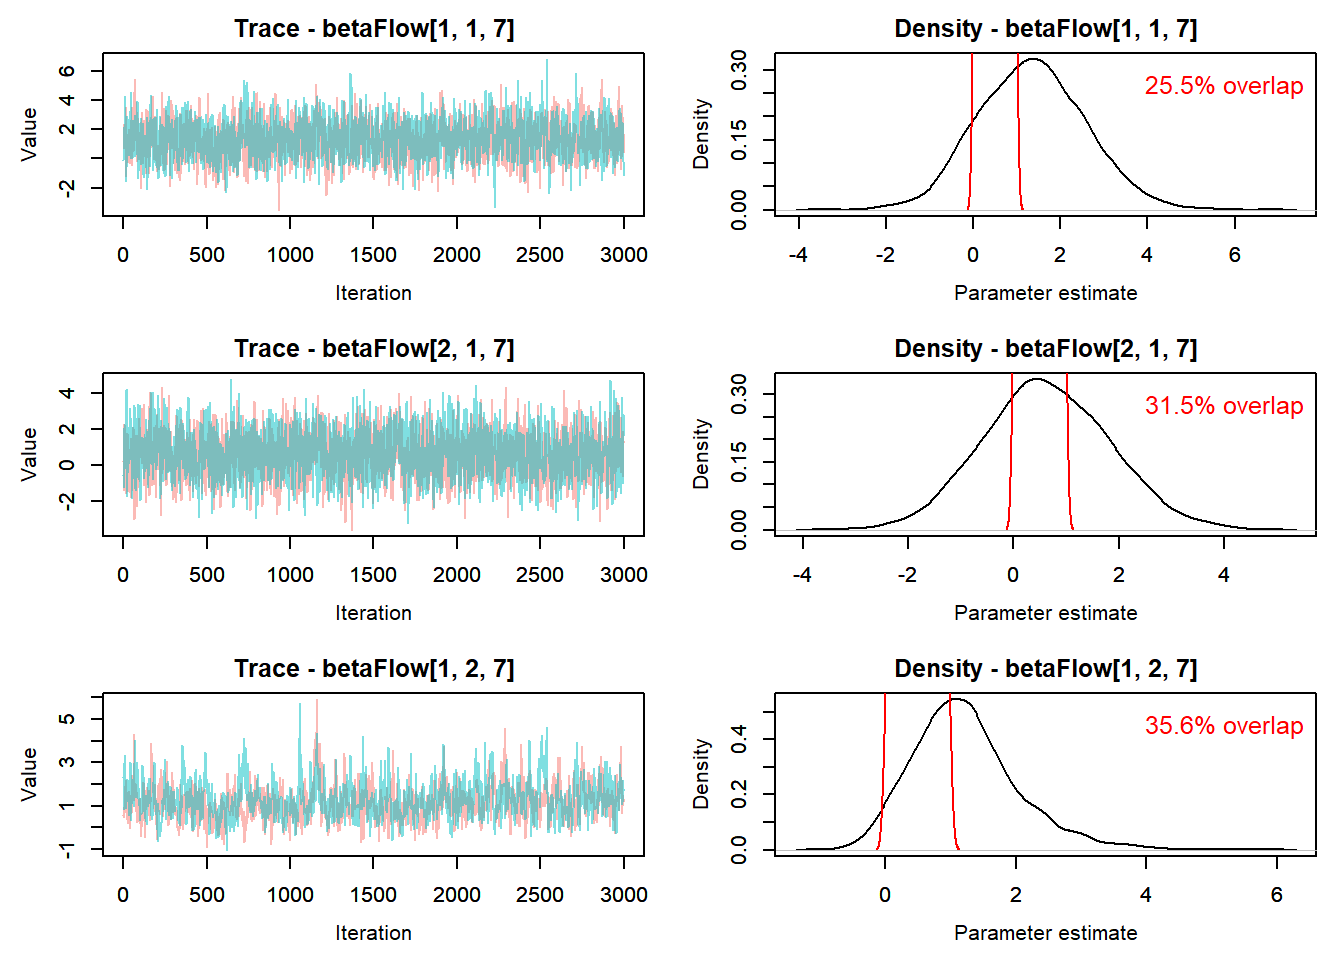 Trace - betaFlow[1, 1, 7]
Value
-2
2
4
6
0
500
1000
1500
2000
2500
3000
Iteration
Density - betaFlow[1, 1, 7]
Density
0.00
0.15
0.30
25.5% overlap
-4
-2
0
2
4
6
Parameter estimate
Trace - betaFlow[2, 1, 7]
Value
-2
0
2
4
0
500
1000
1500
2000
2500
3000
Iteration
Density - betaFlow[2, 1, 7]
Density
0.00
0.15
0.30
31.5% overlap
-4
-2
0
2
4
Parameter estimate
Trace - betaFlow[1, 2, 7]
Value
-1
1
3
5
0
500
1000
1500
2000
2500
3000
Iteration
Density - betaFlow[1, 2, 7]
Density
0.0
0.2
0.4
35.6% overlap
0
2
4
6
Parameter estimate